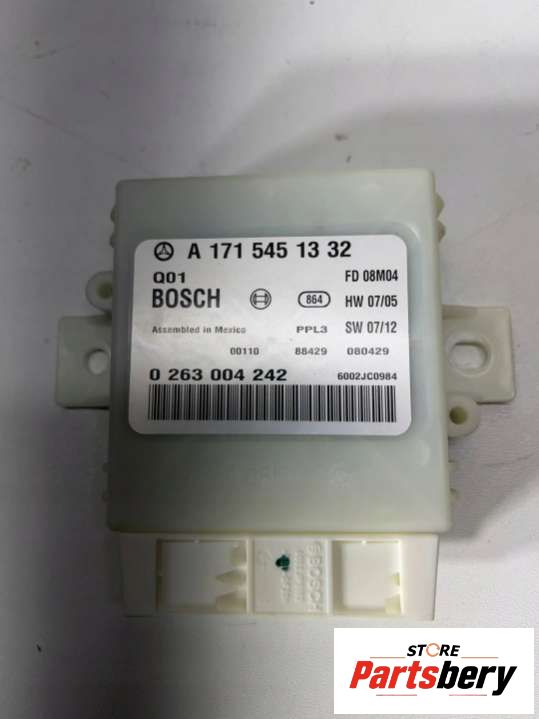 A 171 545 13 32
Q01 FD 08M04
BOSCH 864 HW 07/05
Assembled in Mexico PPL3 SW 07/12
00110 88429 080429
0 263 004 242 6002JC0984
BOSCH
STORE
Partsbery